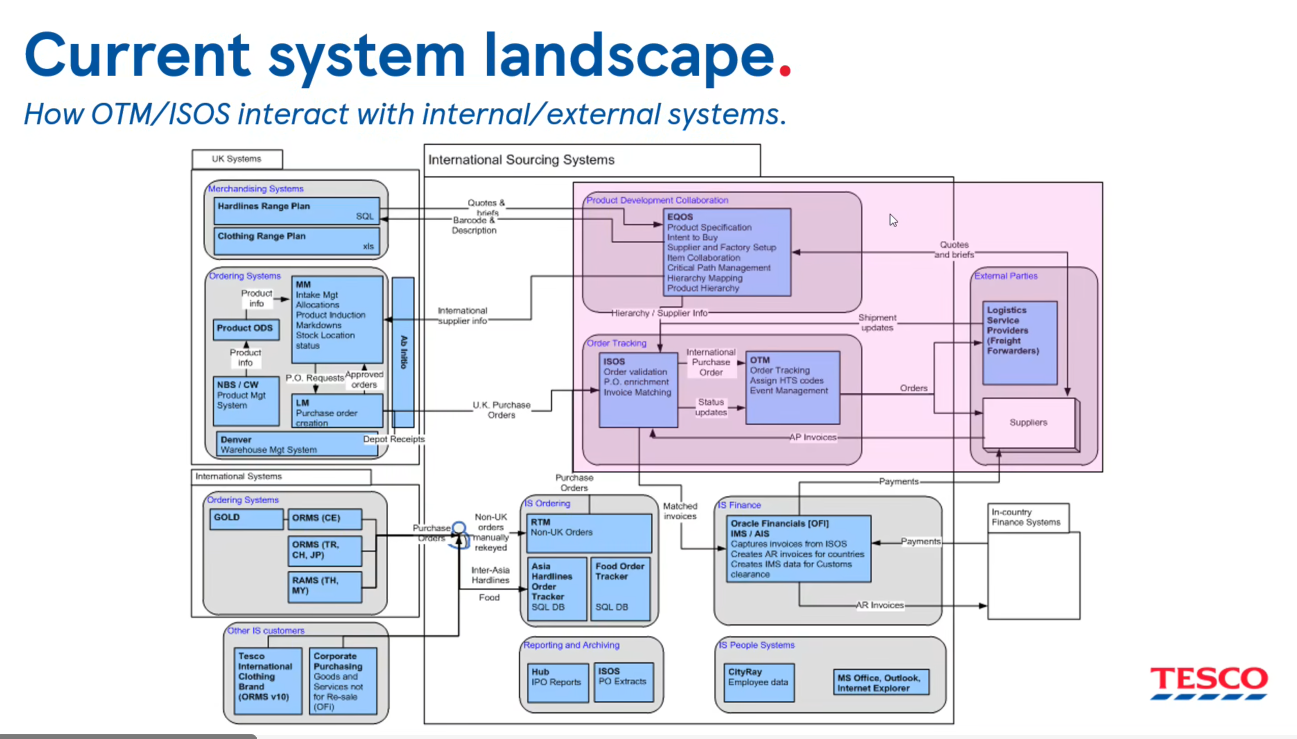 Current system landscape.
How OTM/ISOS interact with internal/external systems.
UK Systems
International Sourcing Systems
Merchandising Systems
Hardlines Range Plan
SQL
Clothing Range Plan
xls
Quotes &
briefs
Barcode &
Description
Product Development Collaboration
EQOS
Product Specification
Intent to Buy
Supplier and Factory Setup
Item Collaboration
Critical Path Management
Hierarchy Mapping
Product Hierarchy
Quotes
and briefs
Ordering Systems
Product
info
MM
Intake Mgt
Allocations
Product Induction
Markdowns
Stock Location
status
Product ODS
Product
info
NBS / CW
Product Mgt
System
P.O. Requests
Approved
orders
LM
Purchase order
creation
Denver
Warehouse Mgt System
Ab Initio
Depot Receipts
International
supplier info
U.K. Purchase
Orders
Hierarchy / Supplier Info
Shipment
updates
Order Tracking
ISOS
Order validation
P.O. enrichment
Invoice Matching
International
Purchase
Order
Status
updates
OTM
Order Tracking
Assign HTS codes
Event Management
Orders
AP Invoices
External Parties
Logistics
Service
Providers
(Freight
Forwarders)
Suppliers
International Systems
Ordering Systems
GOLD
ORMS (CE)
ORMS (TR,
CH, JP)
RAMS (TH,
MY)
Purchase
Orders
Non-UK
orders
manually
rekeyed
Inter-Asia
Hardlines
Food
Purchase
Orders
IS Ordering
RTM
Non-UK Orders
Asia
Hardlines
Order
Tracker
SQL DB
Food Order
Tracker
SQL DB
Matched
invoices
IS Finance
Oracle Financials [OFI]
IMS / AIS
Captures invoices from ISOS
Creates AR invoices for countries
Creates IMS data for Customs
clearance
Payments
Payments
AR Invoices
In-country
Finance Systems
Other IS customers
Tesco
International
Clothing
Brand
(ORMS v10)
Corporate
Purchasing
Goods and
Services not
for Re-sale
(OFi)
Reporting and Archiving
Hub
IPO Reports
ISOS
PO Extracts
IS People Systems
CityRay
Employee data
MS Office, Outlook,
Internet Explorer
TESCO